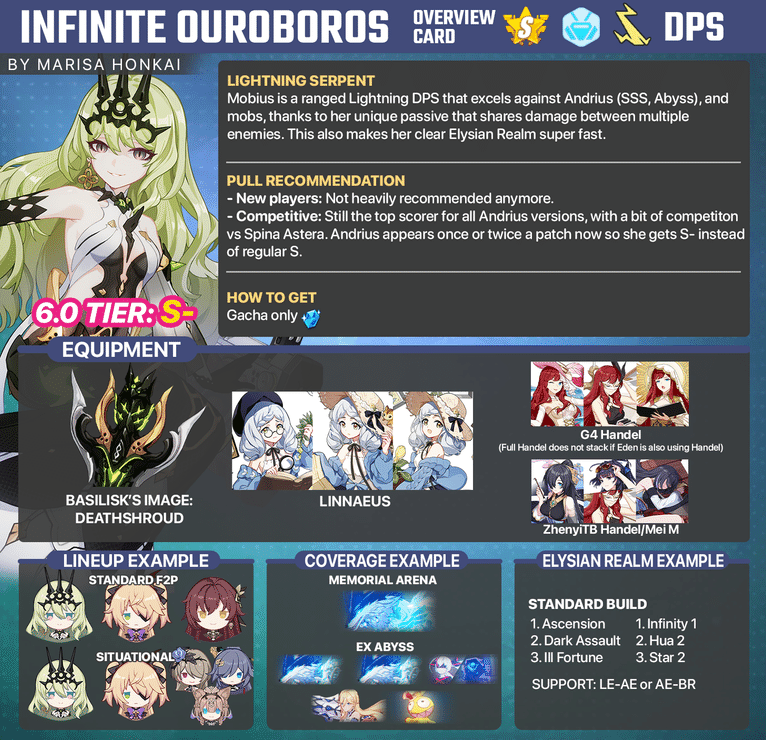 INFINITE OUROBOROS
OVERVIEW
CARD
S
DPS
BY MARISA HONKAI
LIGHTNING SERPENT
Mobius is a ranged Lightning DPS that excels against Andrius (SSS, Abyss), and
mobs, thanks to her unique passive that shares damage between multiple
enemies. This also makes her clear Elysian Realm super fast.
PULL RECOMMENDATION
- New players: Not heavily recommended anymore.
- Competitive: Still the top scorer for all Andrius versions, with a bit of competiton
vs Spina Astera. Andrius appears once or twice a patch now so she gets S- instead
of regular S.
HOW TO GET
Gacha only
6.0 TIER: S-
EQUIPMENT
BASILISK'S IMAGE:
DEATHSHROUD
LINNAEUS
G4 Handel
(Full Handel does not stack if Eden is also using Handel)
ZhenyiTB Handel/Mei M
LINEUP EXAMPLE
STANDARD F2P
SITUATIONAL
COVERAGE EXAMPLE
MEMORIAL ARENA
EX ABYSS
ELYSIAN REALM EXAMPLE
STANDARD BUILD
1. Ascension
2. Dark Assault
3. Ill Fortune
1. Infinity 1
2. Hua 2
3. Star 2
SUPPORT: LE-AE or AE-BR